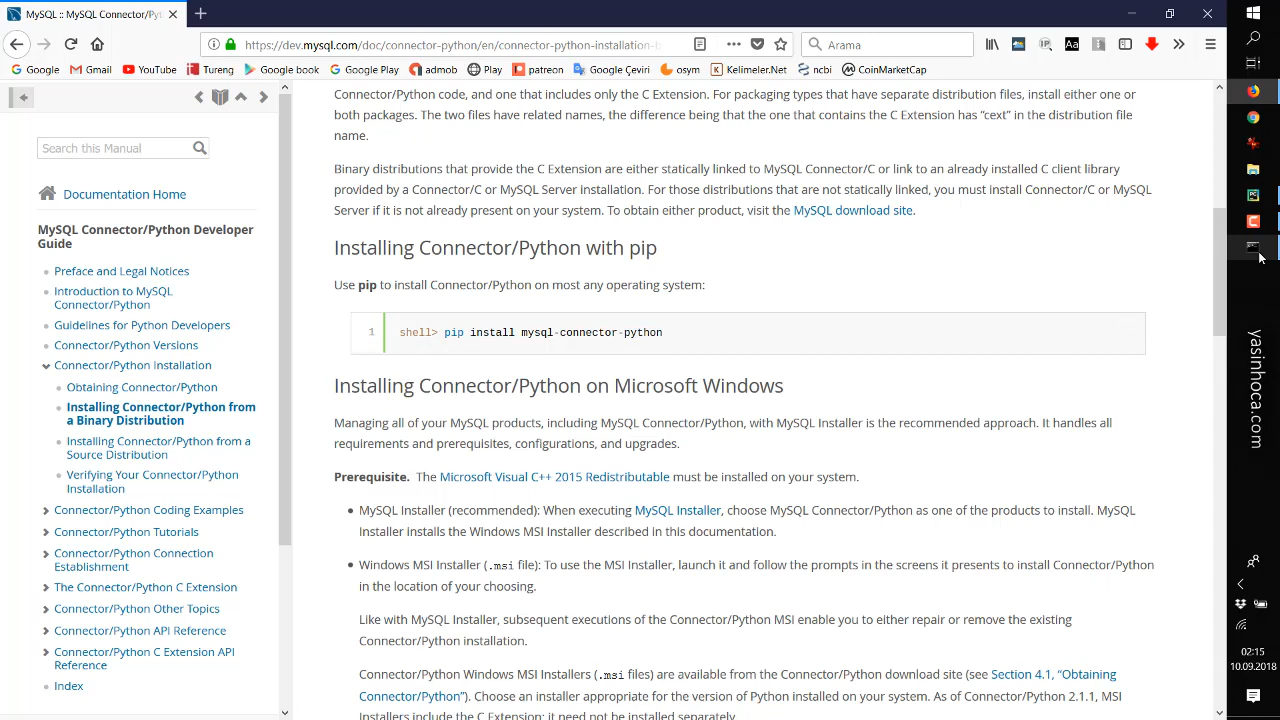 MySQL :: MySQL Connector/Pyt
https://dev.mysql.com/doc/connector-python/en/connector-python-installation-b
Arama
Google
Gmail
YouTube
Tureng
Google book
Google Play
admob
Play
patreon
Google Çeviri
osym
Kelimeler.Net
ncbi
CoinMarketCap
Search this Manual
Documentation Home
MySQL Connector/Python Developer
Guide
Preface and Legal Notices
Introduction to MySQL
Connector/Python
Guidelines for Python Developers
Connector/Python Versions
Connector/Python Installation
Obtaining Connector/Python
Installing Connector/Python from
a Binary Distribution
Installing Connector/Python from a
Source Distribution
Verifying Your Connector/Python
Installation
Connector/Python Coding Examples
Connector/Python Tutorials
Connector/Python Connection
Establishment
The Connector/Python C Extension
Connector/Python Other Topics
Connector/Python API Reference
Connector/Python C Extension API
Reference
Index
Connector/Python code, and one that includes only the C Extension. For packaging types that have separate distribution files, install either one or
both packages. The two files have related names, the difference being that the one that contains the C Extension has “cext” in the distribution file
name.
Binary distributions that provide the C Extension are either statically linked to MySQL Connector/C or link to an already installed C client library
provided by a Connector/C or MySQL Server installation. For those distributions that are not statically linked, you must install Connector/C or MySQL
Server if it is not already present on your system. To obtain either product, visit the MySQL download site.
Installing Connector/Python with pip
Use pip to install Connector/Python on most any operating system:
1 shell> pip install mysql-connector-python
Installing Connector/Python on Microsoft Windows
Managing all of your MySQL products, including MySQL Connector/Python, with MySQL Installer is the recommended approach. It handles all
requirements and prerequisites, configurations, and upgrades.
Prerequisite. The Microsoft Visual C++ 2015 Redistributable must be installed on your system.
MySQL Installer (recommended): When executing MySQL Installer, choose MySQL Connector/Python as one of the products to install. MySQL
Installer installs the Windows MSI Installer described in this documentation.
Windows MSI Installer (.msi file): To use the MSI Installer, launch it and follow the prompts in the screens it presents to install Connector/Python
in the location of your choosing.
Like with MySQL Installer, subsequent executions of the Connector/Python MSI enable you to either repair or remove the existing
Connector/Python installation.
Connector/Python Windows MSI Installers (.msi files) are available from the Connector/Python download site (see Section 4.1, “Obtaining
Connector/Python”). Choose an installer appropriate for the version of Python installed on your system. As of Connector/Python 2.1.1, MSI
Installers include the C Extension; it need not be installed separately.
yasinhoca.com
02:15
10.09.2018